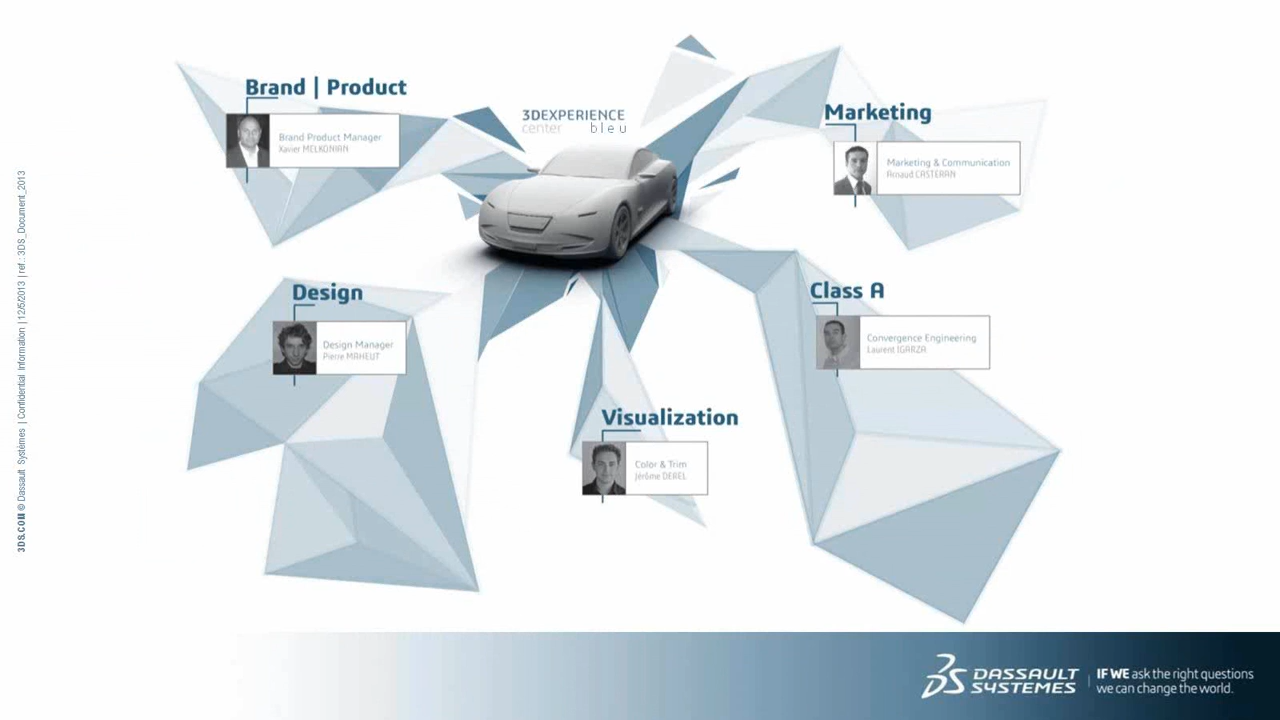 Brand | Product
Brand Product Manager
Xavier MELKONIAN
3DEXPERIENCE
center bleu
Marketing
Marketing & Communication
Arnaud CASTERAN
Design
Design Manager
Pierre MAHEUT
Class A
Convergence Engineering
Laurent IGARZA
Visualization
Color & Trim
Jérôme DEREL
3DS.COM © Dassault Systèmes | Confidential Information | 12/5/2013 | ref.: 3DS_Document_2013
3DS DASSAULT
SYSTEMES
IF WE ask the right questions
we can change the world.